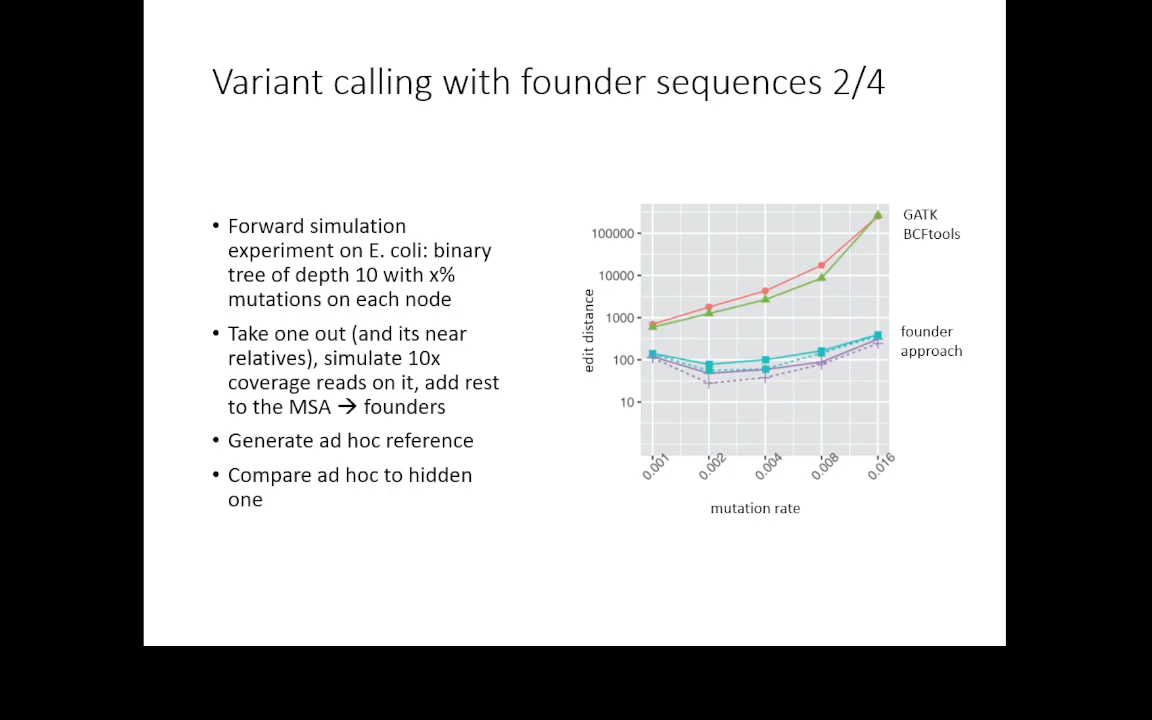 Variant calling with founder sequences 2/4
• Forward simulation
experiment on E. coli: binary
tree of depth 10 with x%
mutations on each node
• Take one out (and its near
relatives), simulate 10x
coverage reads on it, add rest
to the MSA → founders
• Generate ad hoc reference
• Compare ad hoc to hidden
one
edit distance
100000
10000
1000
100
10
0.001
0.002
0.004
0.008
0.016
mutation rate
GATK
BCFtools
founder
approach